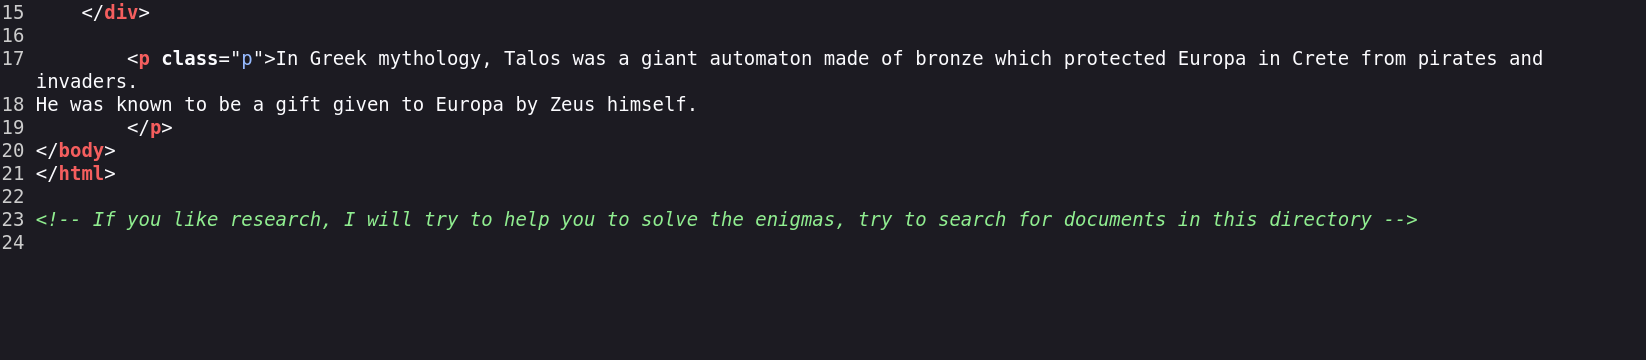 15     </div>
16
17         <p class="p">In Greek mythology, Talos was a giant automaton made of bronze which protected Europa in Crete from pirates and
invaders.
18 He was known to be a gift given to Europa by Zeus himself.
19         </p>
20 </body>
21 </html>
22
23 <!-- If you like research, I will try to help you to solve the enigmas, try to search for documents in this directory -->
24